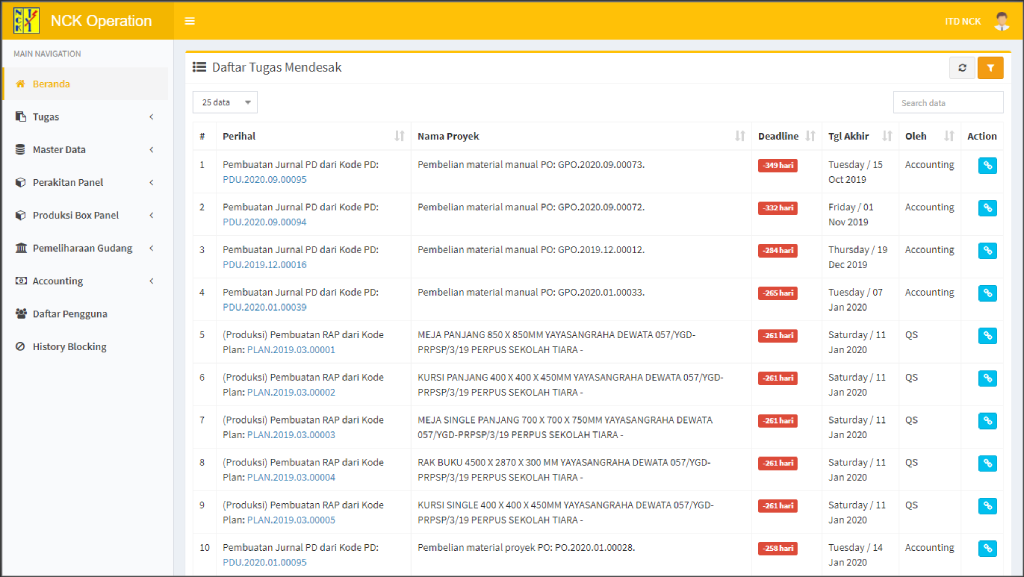 NCK
NCK Operation
ITD NCK
MAIN NAVIGATION
Beranda
Tugas
Master Data
Perakitan Panel
Produksi Box Panel
Pemeliharaan Gudang
Accounting
Daftar Pengguna
History Blocking
Daftar Tugas Mendesak
25 data
Search data
# Perihal Nama Proyek Deadline Tgl Akhir Oleh Action
1 Pembuatan Jurnal PD dari Kode PD: Pembelian material manual PO: GPO.2020.09.00073. -349 hari Tuesday / 15 Accounting
PDU.2020.09.00095 Oct 2019
2 Pembuatan Jurnal PD dari Kode PD: Pembelian material manual PO: GPO.2020.09.00072. -332 hari Friday / 01 Accounting
PDU.2020.09.00094 Nov 2019
3 Pembuatan Jurnal PD dari Kode PD: Pembelian material manual PO: GPO.2019.12.00012. -284 hari Thursday / 19 Accounting
PDU.2019.12.00016 Dec 2019
4 Pembuatan Jurnal PD dari Kode PD: Pembelian material manual PO: GPO.2020.01.00033. -265 hari Tuesday / 07 Accounting
PDU.2020.01.00039 Jan 2020
5 (Produksi) Pembuatan RAP dari Kode MEJA PANJANG 850 X 850MM YAYASANGRAHA DEWATA 057/YGD- -261 hari Saturday / 11 QS
Plan: PLAN.2019.03.00001 PRPSP/3/19 PERPUS SEKOLAH TIARA - Jan 2020
6 (Produksi) Pembuatan RAP dari Kode KURSI PANJANG 400 X 400 X 450MM YAYASANGRAHA DEWATA 057/YGD- -261 hari Saturday / 11 QS
Plan: PLAN.2019.03.00002 PRPSP/3/19 PERPUS SEKOLAH TIARA - Jan 2020
7 (Produksi) Pembuatan RAP dari Kode MEJA SINGLE PANJANG 700 X 700 X 750MM YAYASANGRAHA DEWATA -261 hari Saturday / 11 QS
Plan: PLAN.2019.03.00003 057/YGD-PRPSP/3/19 PERPUS SEKOLAH TIARA - Jan 2020
8 (Produksi) Pembuatan RAP dari Kode RAK BUKU 4500 X 2870 X 300 MM YAYASANGRAHA DEWATA 057/YGD- -261 hari Saturday / 11 QS
Plan: PLAN.2019.03.00004 PRPSP/3/19 PERPUS SEKOLAH TIARA - Jan 2020
9 (Produksi) Pembuatan RAP dari Kode KURSI SINGLE 400 X 400 X 450MM YAYASANGRAHA DEWATA 057/YGD- -261 hari Saturday / 11 QS
Plan: PLAN.2019.03.00005 PRPSP/3/19 PERPUS SEKOLAH TIARA - Jan 2020
10 Pembuatan Jurnal PD dari Kode PD: Pembelian material proyek PO: PO.2020.01.00028. -258 hari Tuesday / 14 Accounting
PDU.2020.01.00095 Jan 2020